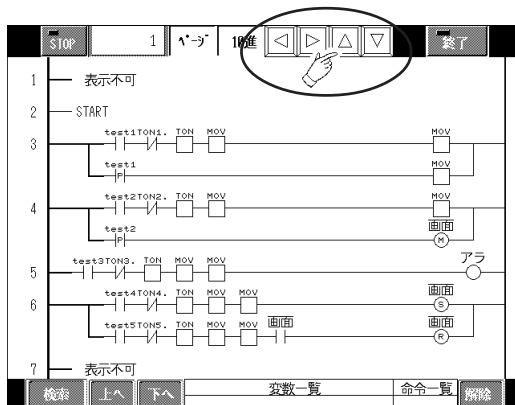 STOP 1 ﾍﾟｰｼﾞ 10進 終了
1 表示不可
2 START
test1TON1. TON MOV MOV
3
test1 MOV
P
test2TON2. TON MOV MOV
4 画面
test2 M
P
アラ
test3TON3. TON MOV MOV
5
test4TON4. TON MOV MOV 画面
6 S
test5TON5. TON MOV MOV 画面 画面
R
7 表示不可
検索 上へ 下へ 変数一覧 命令一覧 解除